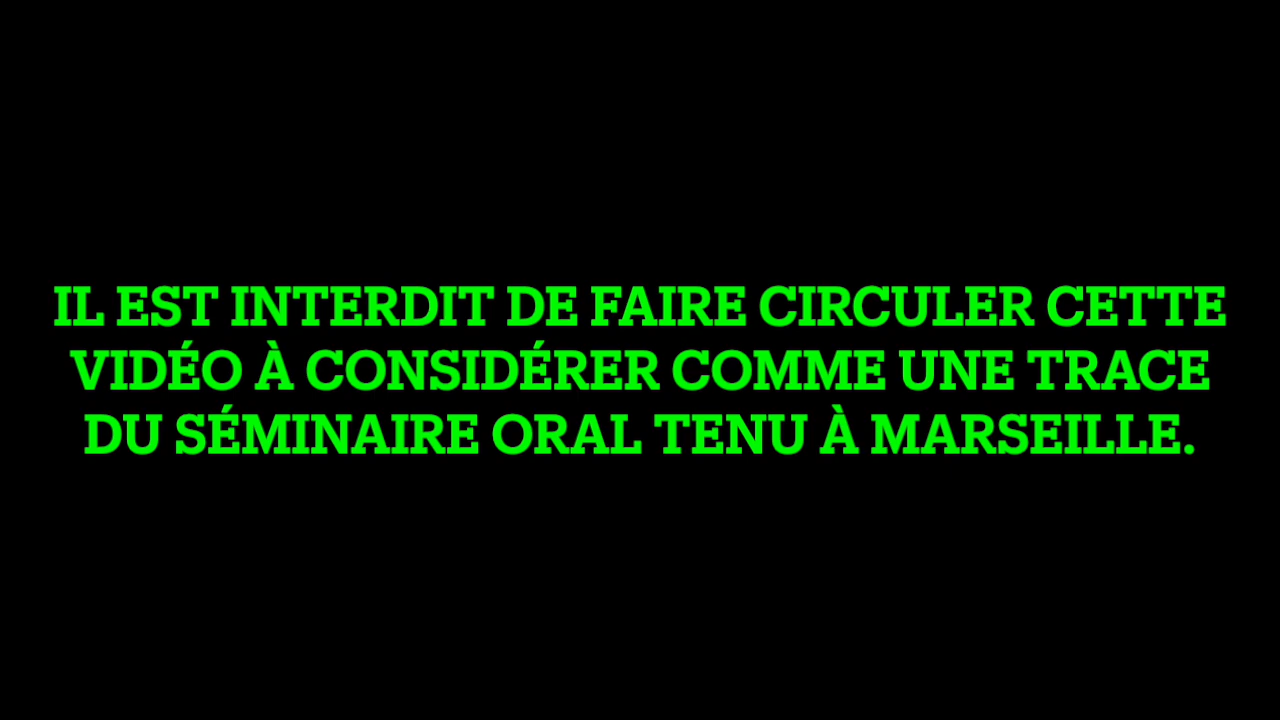 IL EST INTERDIT DE FAIRE CIRCULER CETTE
VIDÉO À CONSIDÉRER COMME UNE TRACE
DU SÉMINAIRE ORAL TENU À MARSEILLE.